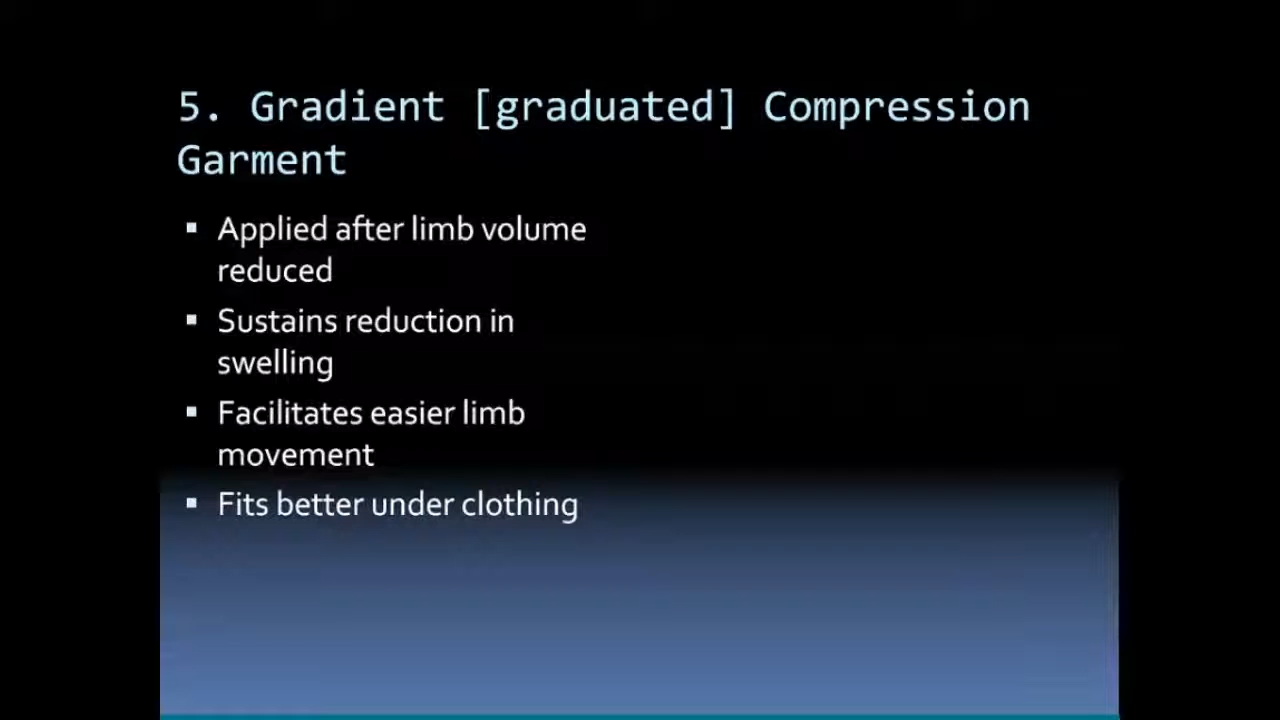 5. Gradient [graduated] Compression
Garment
▪ Applied after limb volume
reduced
▪ Sustains reduction in
swelling
▪ Facilitates easier limb
movement
▪ Fits better under clothing